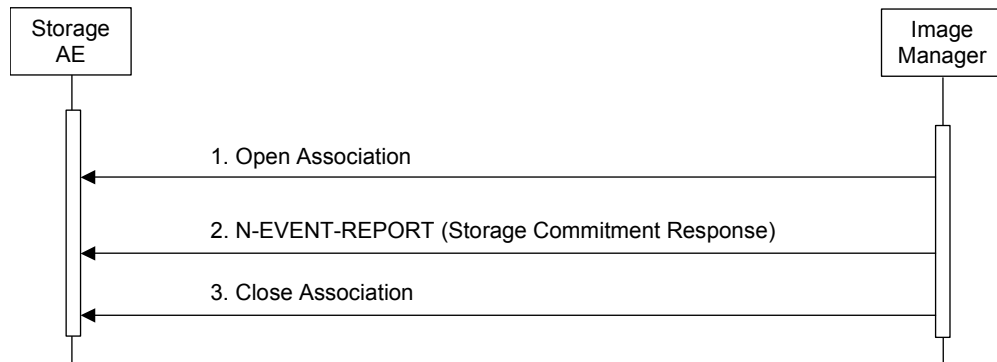 Storage
AE
Image
Manager
1. Open Association
2. N-EVENT-REPORT (Storage Commitment Response)
3. Close Association